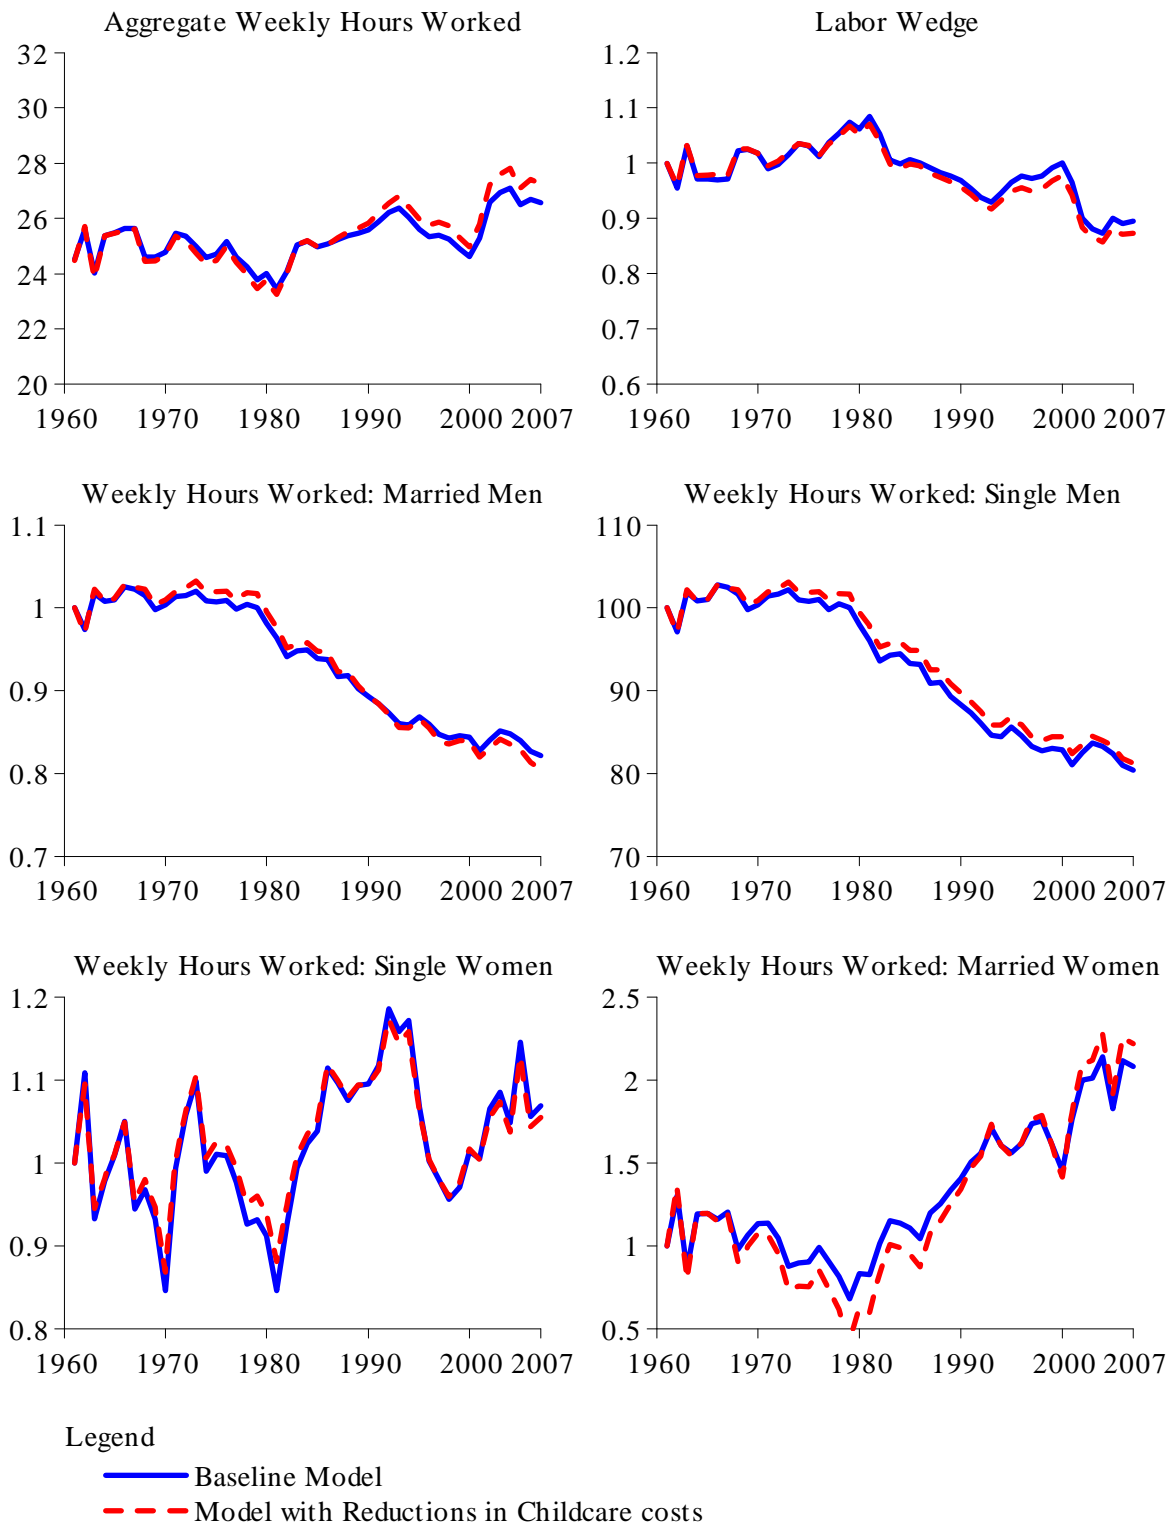 Aggregate Weekly Hours Worked
32
30
28
26
24
22
20
1960 1970 1980 1990 2000 2007
Labor Wedge
1.2
1.1
1
0.9
0.8
0.7
0.6
1960 1970 1980 1990 2000 2007
Weekly Hours Worked: Married Men
1.1
1
0.9
0.8
0.7
1960 1970 1980 1990 2000 2007
Weekly Hours Worked: Single Men
110
100
90
80
70
1960 1970 1980 1990 2000 2007
Weekly Hours Worked: Single Women
1.2
1.1
1
0.9
0.8
1960 1970 1980 1990 2000 2007
Weekly Hours Worked: Married Women
2.5
2
1.5
1
0.5
1960 1970 1980 1990 2000 2007
Legend
Baseline Model
Model with Reductions in Childcare costs